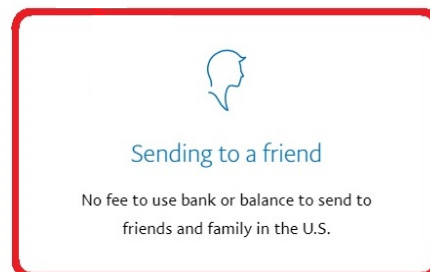 Sending to a friend
No fee to use bank or balance to send to
friends and family in the U.S.